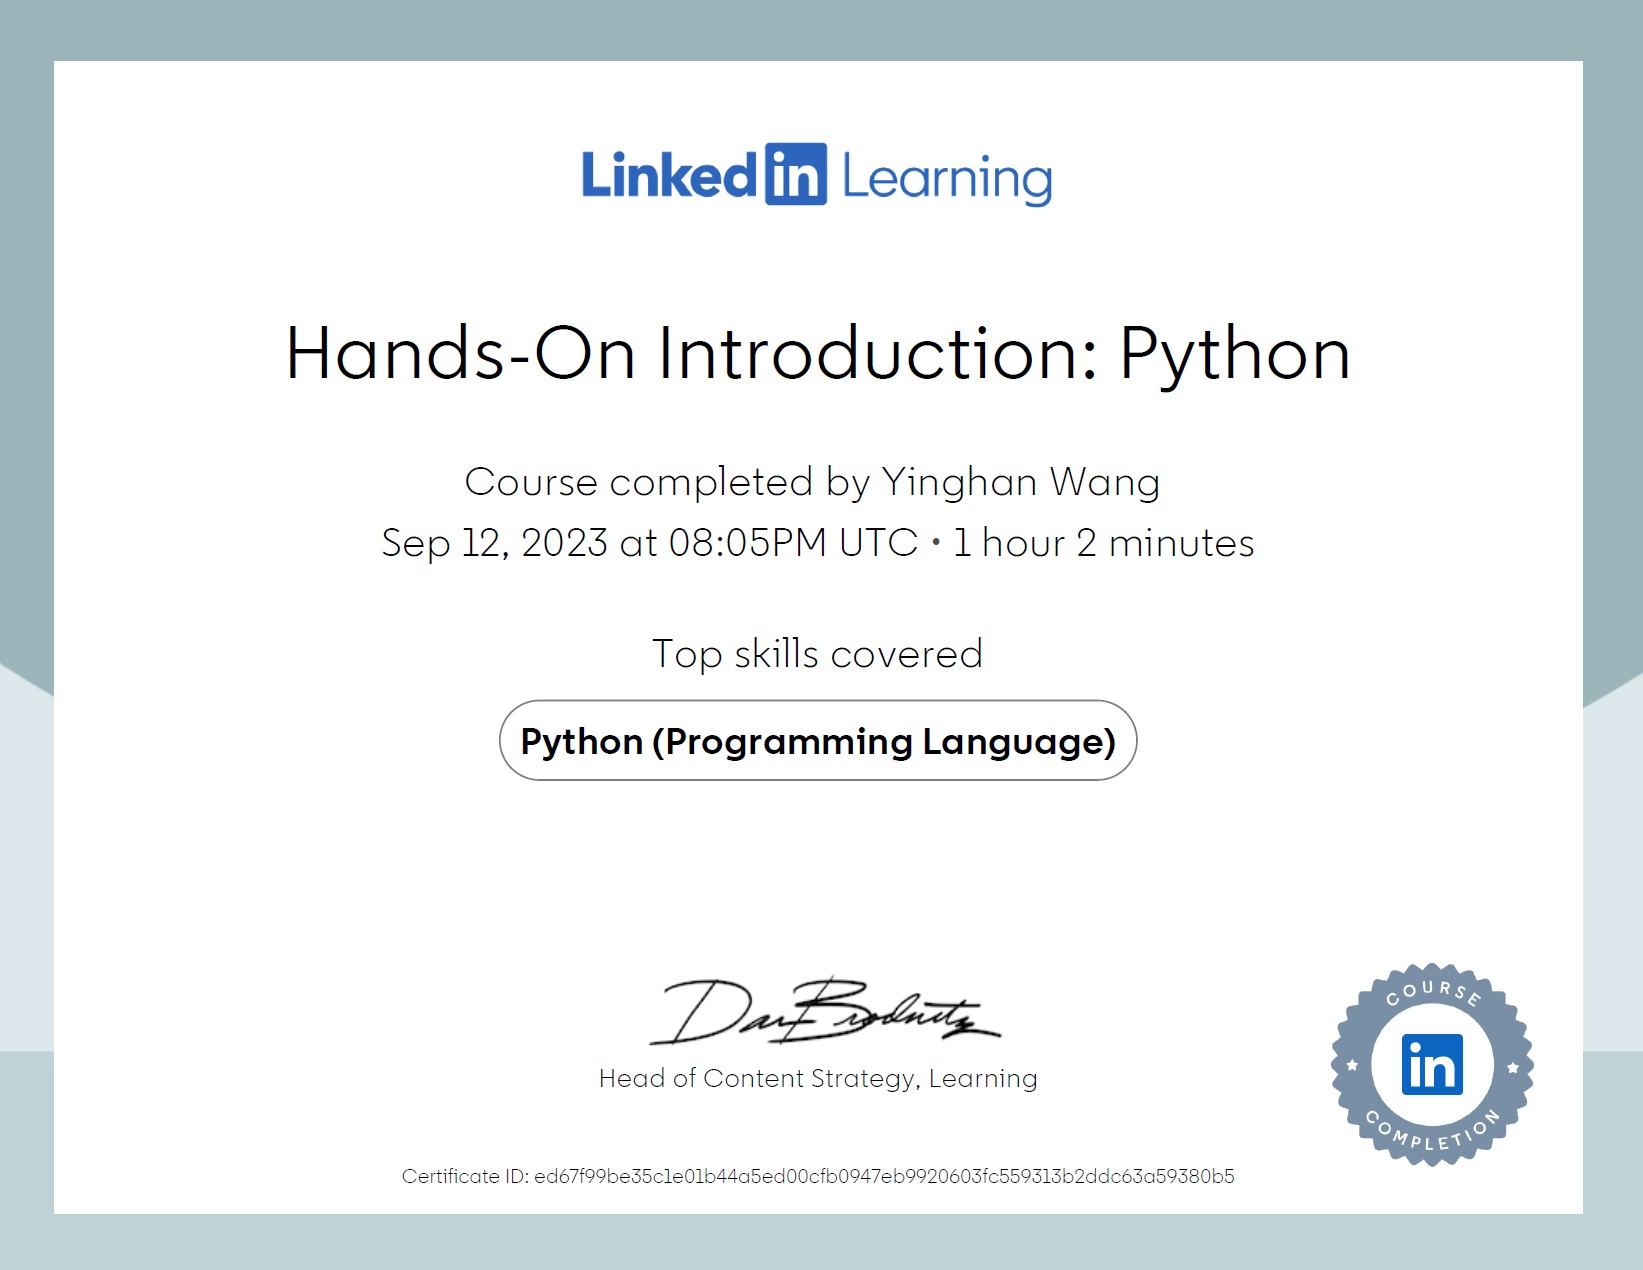 Linked in Learning
Hands-On Introduction: Python
Course completed by Yinghan Wang
Sep 12, 2023 at 08:05PM UTC • 1 hour 2 minutes
Top skills covered
Python (Programming Language)
Dan Brodnitz
Head of Content Strategy, Learning
COURSE
in
COMPLETION
Certificate ID: ed67f99be35c1e01b44a5ed00cfb0947eb9920603fc559313b2ddc63a59380b5